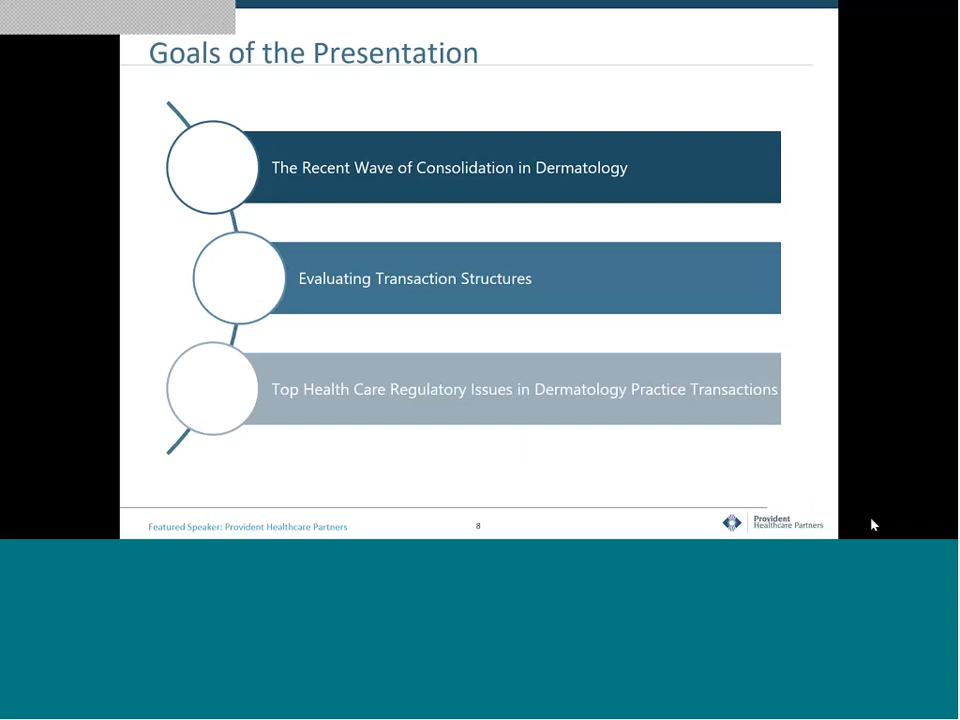 Goals of the Presentation
The Recent Wave of Consolidation in Dermatology
Evaluating Transaction Structures
Top Health Care Regulatory Issues in Dermatology Practice Transactions
Featured Speaker: Provident Healthcare Partners
8
Provident
Healthcare Partners